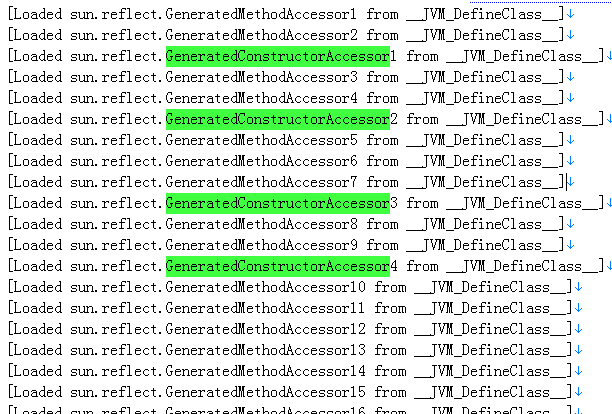 [Loaded sun.reflect.GeneratedMethodAccessor1 from __JVM_DefineClass__]↓
[Loaded sun.reflect.GeneratedMethodAccessor2 from __JVM_DefineClass__]↓
[Loaded sun.reflect.GeneratedConstructorAccessor1 from __JVM_DefineClass__]↓
[Loaded sun.reflect.GeneratedMethodAccessor3 from __JVM_DefineClass__]↓
[Loaded sun.reflect.GeneratedMethodAccessor4 from __JVM_DefineClass__]↓
[Loaded sun.reflect.GeneratedConstructorAccessor2 from __JVM_DefineClass__]↓
[Loaded sun.reflect.GeneratedMethodAccessor5 from __JVM_DefineClass__]↓
[Loaded sun.reflect.GeneratedMethodAccessor6 from __JVM_DefineClass__]↓
[Loaded sun.reflect.GeneratedMethodAccessor7 from __JVM_DefineClass__]↓
[Loaded sun.reflect.GeneratedConstructorAccessor3 from __JVM_DefineClass__]↓
[Loaded sun.reflect.GeneratedMethodAccessor8 from __JVM_DefineClass__]↓
[Loaded sun.reflect.GeneratedMethodAccessor9 from __JVM_DefineClass__]↓
[Loaded sun.reflect.GeneratedConstructorAccessor4 from __JVM_DefineClass__]↓
[Loaded sun.reflect.GeneratedMethodAccessor10 from __JVM_DefineClass__]↓
[Loaded sun.reflect.GeneratedMethodAccessor11 from __JVM_DefineClass__]↓
[Loaded sun.reflect.GeneratedMethodAccessor12 from __JVM_DefineClass__]↓
[Loaded sun.reflect.GeneratedMethodAccessor13 from __JVM_DefineClass__]↓
[Loaded sun.reflect.GeneratedMethodAccessor14 from __JVM_DefineClass__]↓
[Loaded sun.reflect.GeneratedMethodAccessor15 from __JVM_DefineClass__]↓
[Loaded sun.reflect.GeneratedMethodAccessor16 from __JVM_DefineClass__]↓